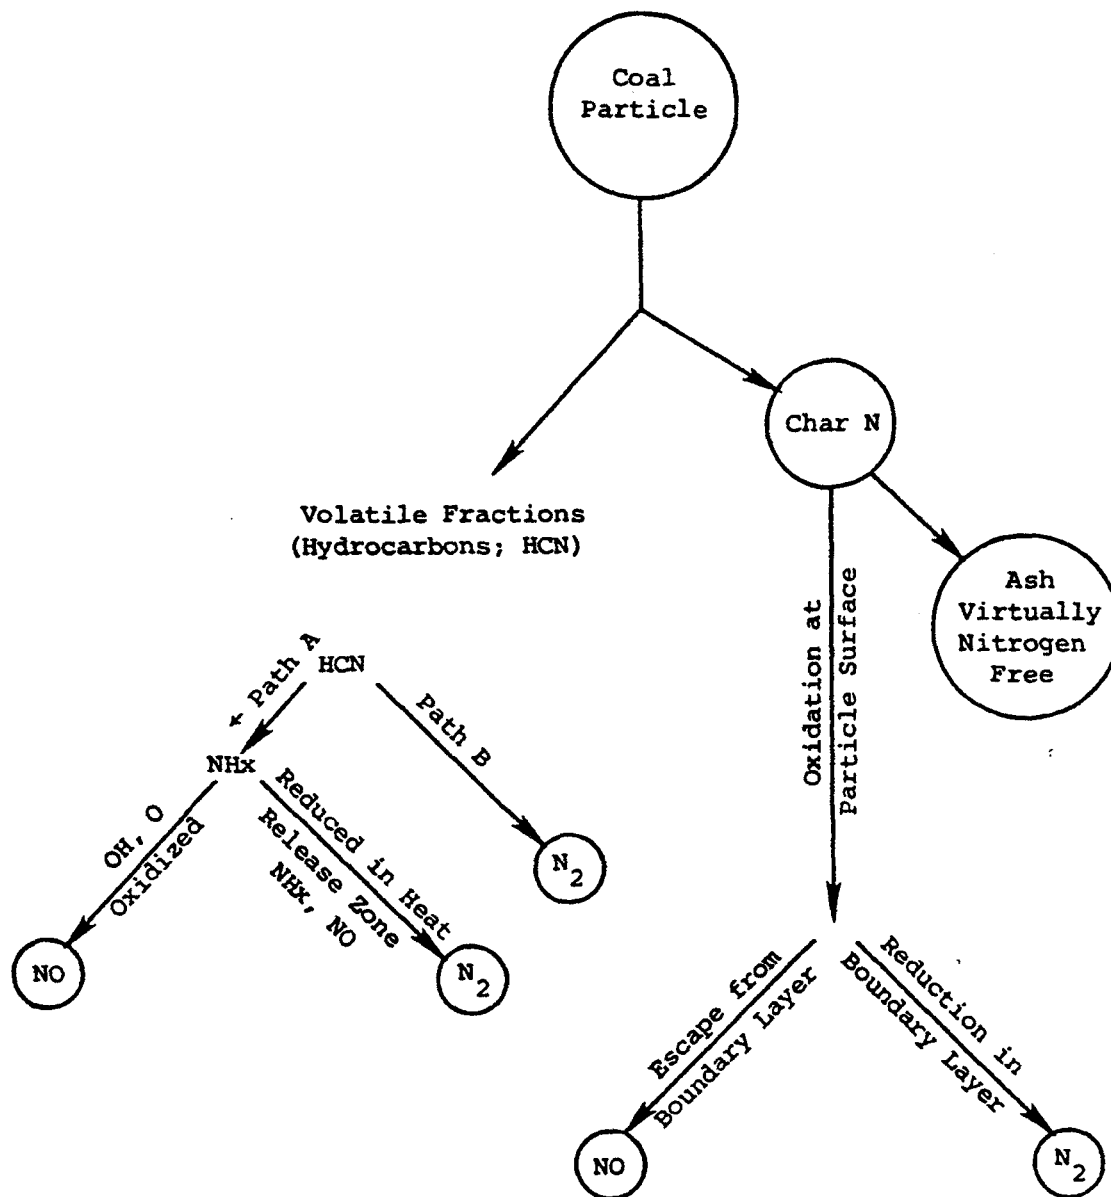 Coal
Particle
Char N
Volatile Fractions
(Hydrocarbons; HCN)
Ash
Virtually
Nitrogen
Free
Oxidation at
Particle Surface
← Path A
HCN
Path B
NHx
OH, O
Oxidized
Reduced in Heat
Release Zone
NHx, NO
N2
NO
N2
Escape from
Boundary Layer
Reduction in
Boundary Layer
NO
N2